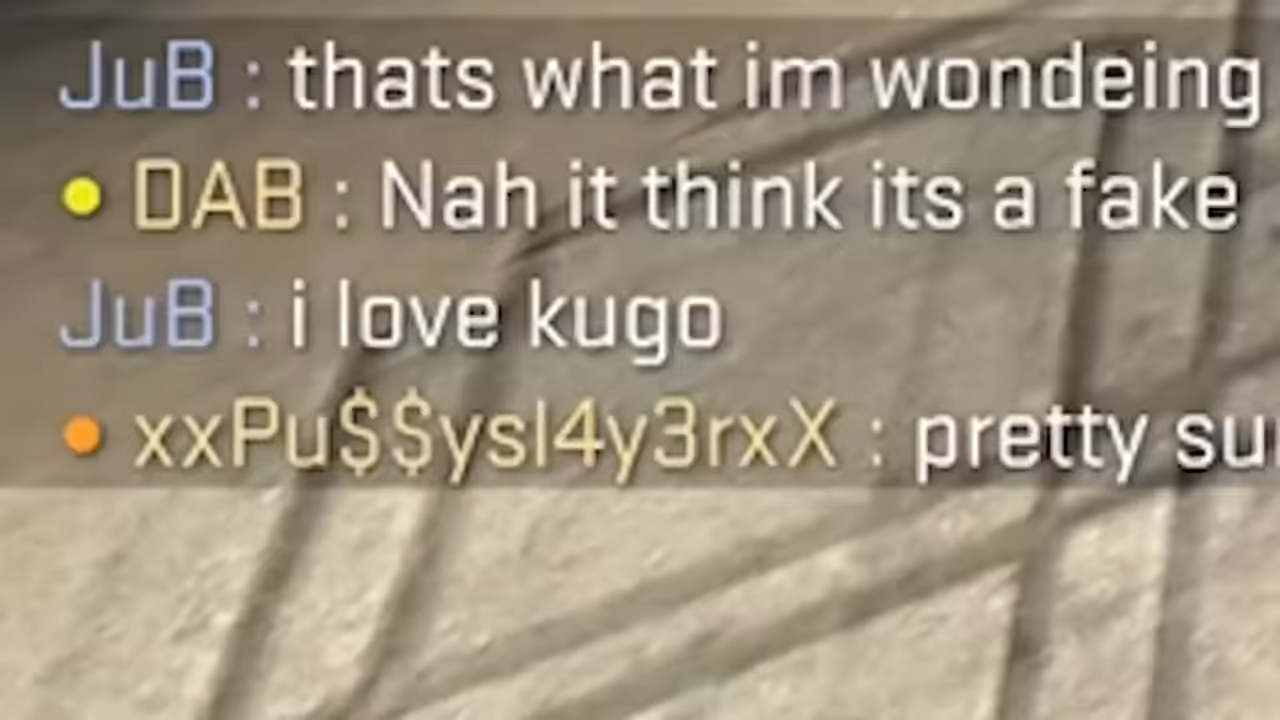 JuB : thats what im wondeing
DAB : Nah it think its a fake
JuB : i love kugo
xxPu$$ysl4y3rxX : pretty